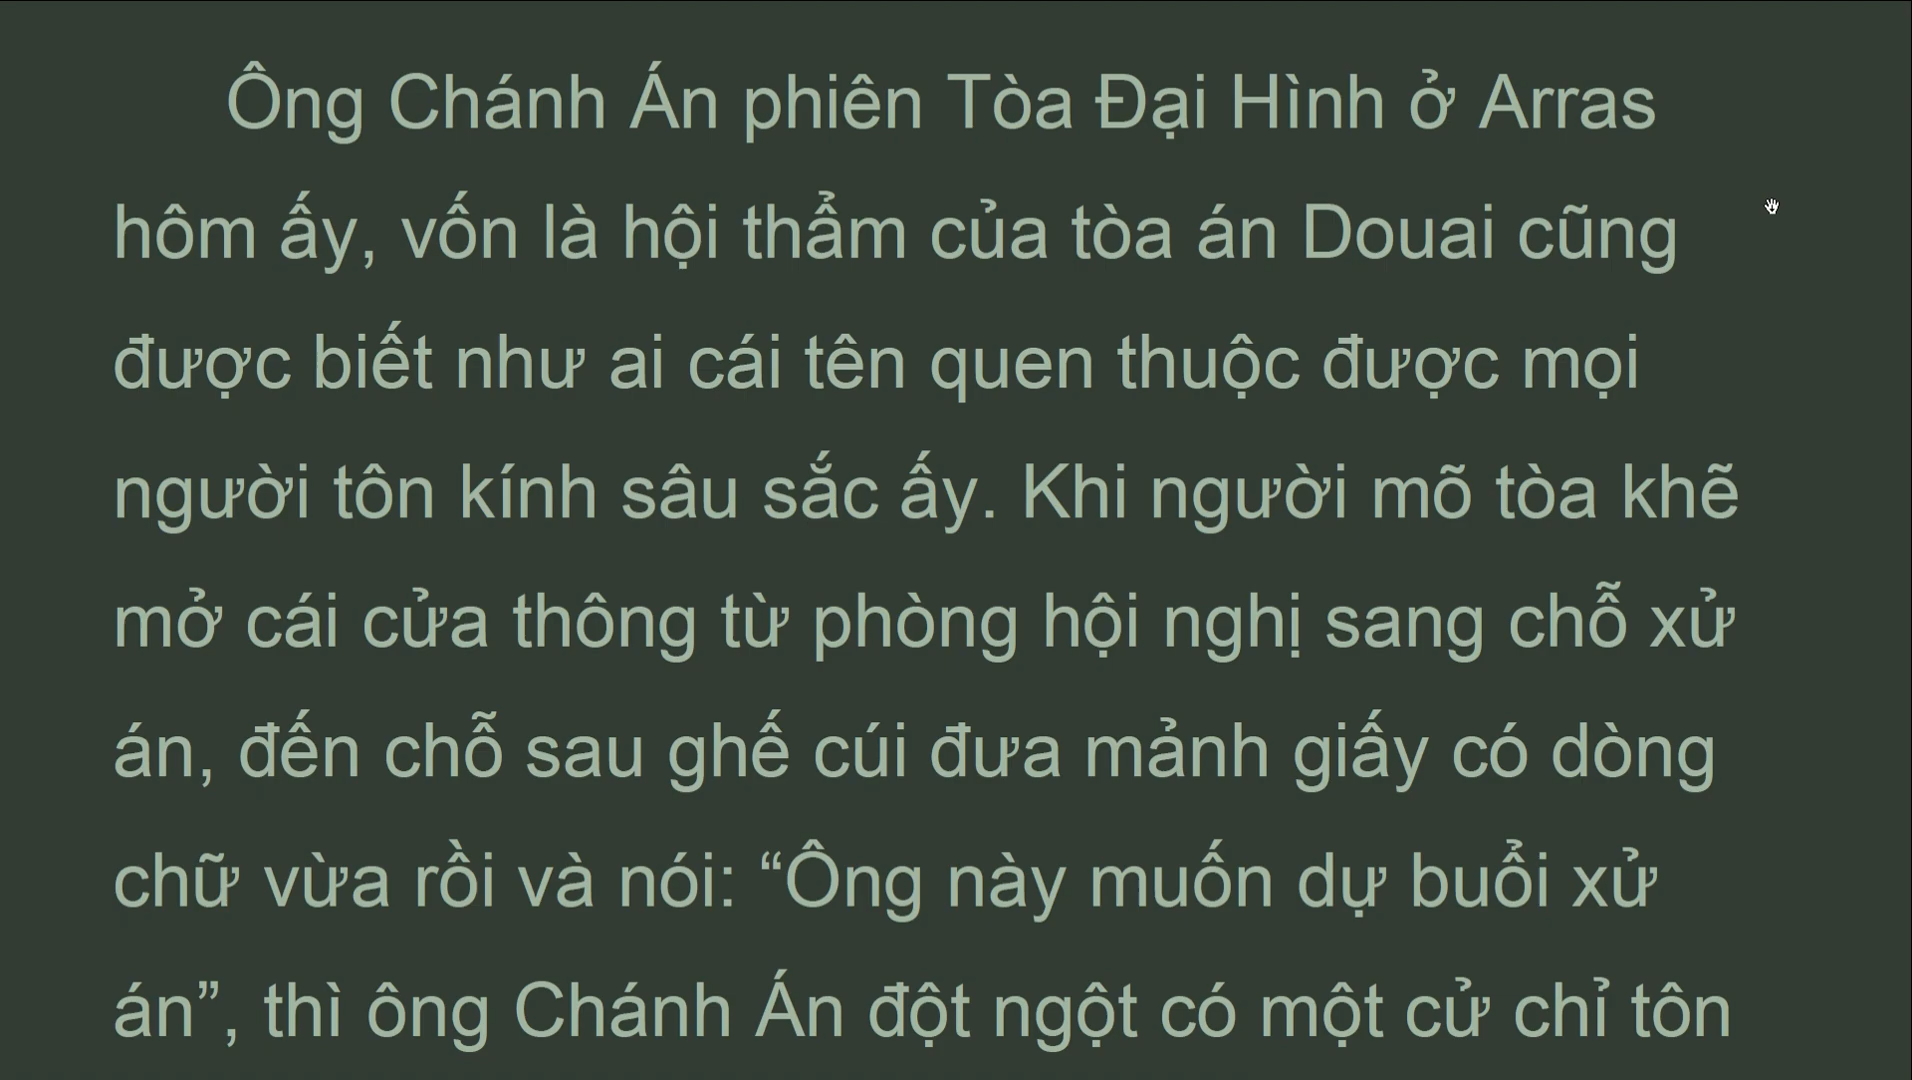 Ông Chánh Án phiên Tòa Đại Hình ở Arras
hôm ấy, vốn là hội thẩm của tòa án Douai cũng
được biết như ai cái tên quen thuộc được mọi
người tôn kính sâu sắc ấy. Khi người mõ tòa khẽ
mở cái cửa thông từ phòng hội nghị sang chỗ xử
án, đến chỗ sau ghế cúi đưa mảnh giấy có dòng
chữ vừa rồi và nói: “Ông này muốn dự buổi xử
án”, thì ông Chánh Án đột ngột có một cử chỉ tôn